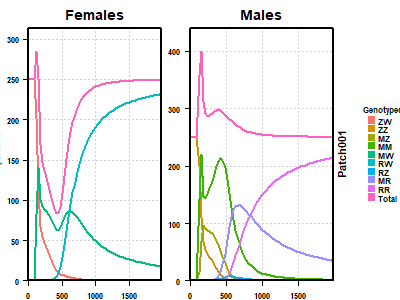 Females
Males
300
250
200
150
100
50
0
0
500
1000
1500
400
300
200
100
0
0
500
1000
1500
Patch001
Genotypes
ZW
ZZ
MZ
MM
MW
RW
RZ
MR
RR
Total